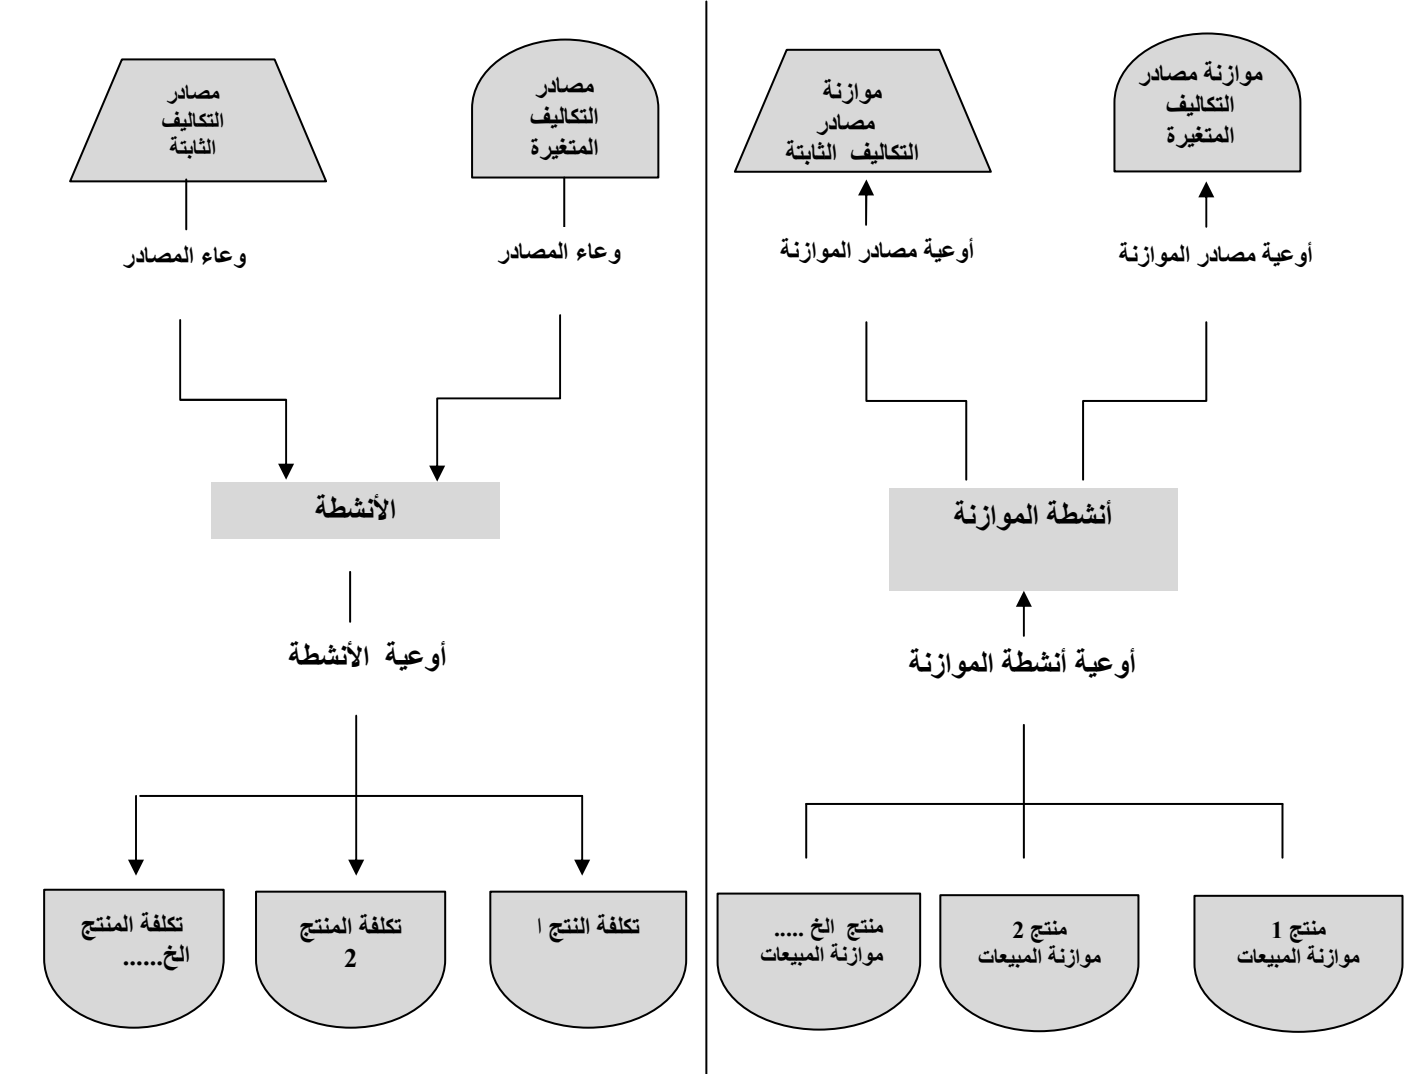 موازنة مصادر
التكاليف
المتغيرة
موازنة
مصادر
التكاليف الثابتة
أوعية مصادر الموازنة
أوعية مصادر الموازنة
أنشطة الموازنة
أوعية أنشطة الموازنة
منتج 1
موازنة المبيعات
منتج 2
موازنة المبيعات
منتج الخ .....
موازنة المبيعات
مصادر
التكاليف
المتغيرة
مصادر
التكاليف
الثابتة
وعاء المصادر
وعاء المصادر
الأنشطة
أوعية الأنشطة
تكلفة النتج ا
تكلفة المنتج
2
تكلفة المنتج
الخ......